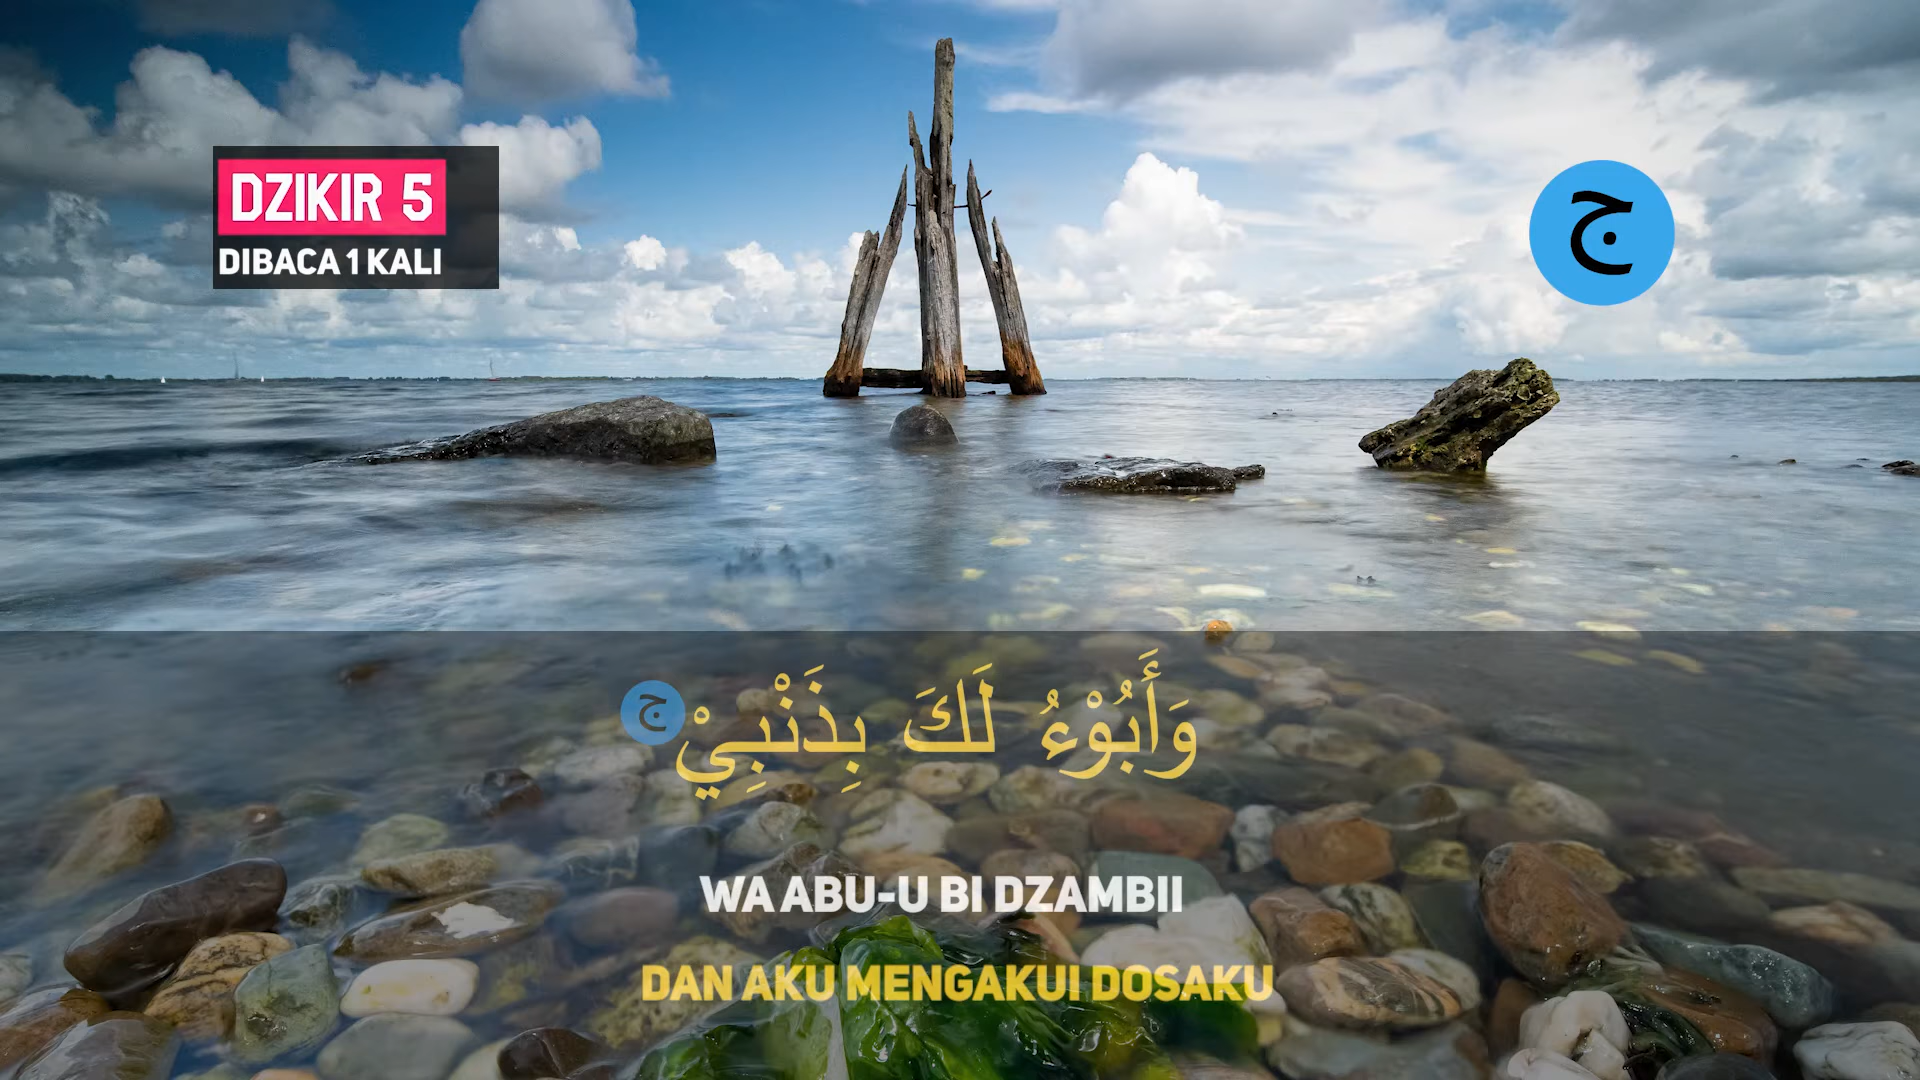 DZIKIR 5
DIBACA 1 KALI
ج
وَأَبُوْءُ لَكَ بِذَنْبِيْ ج
WA ABU-U BI DZAMBII
DAN AKU MENGAKUI DOSAKU